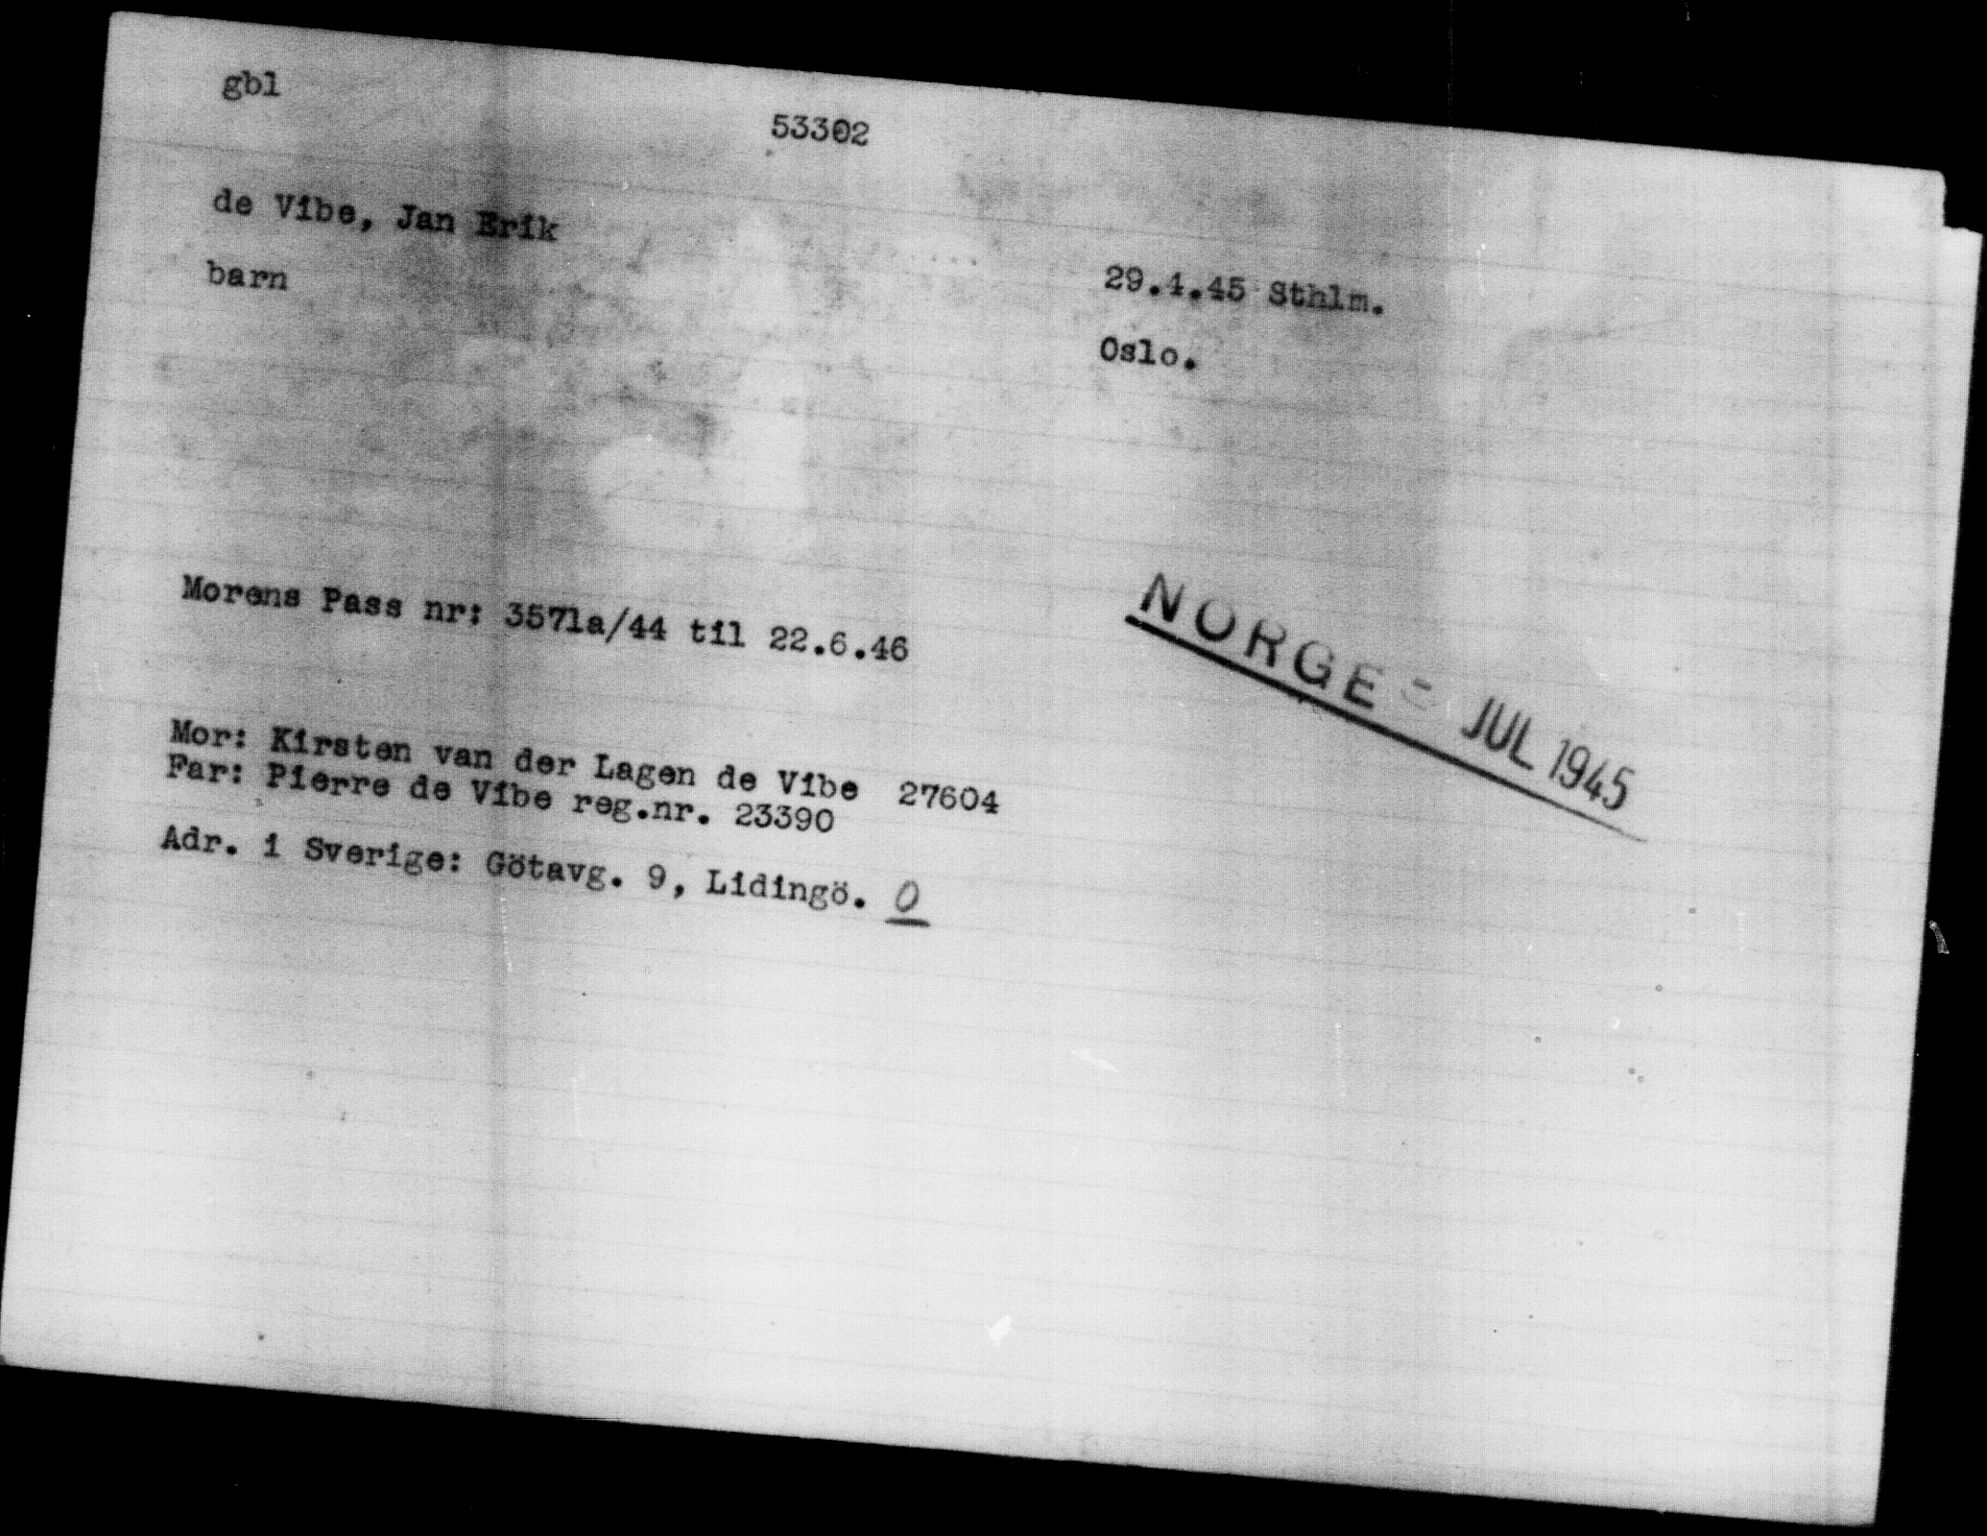 gbl
53302
de Vibe, Jan Erik
barn
29.4.45 Sthlm.
Oslo.
Morens Pass nr: 3571a/44 til 22.6.46
NORGE - JUL 1945
Mor: Kirsten van der Lagen de Vibe 27604
Far: Pierre de Vibe reg.nr. 23390
Adr. i Sverige: Götavg. 9, Lidingö. O